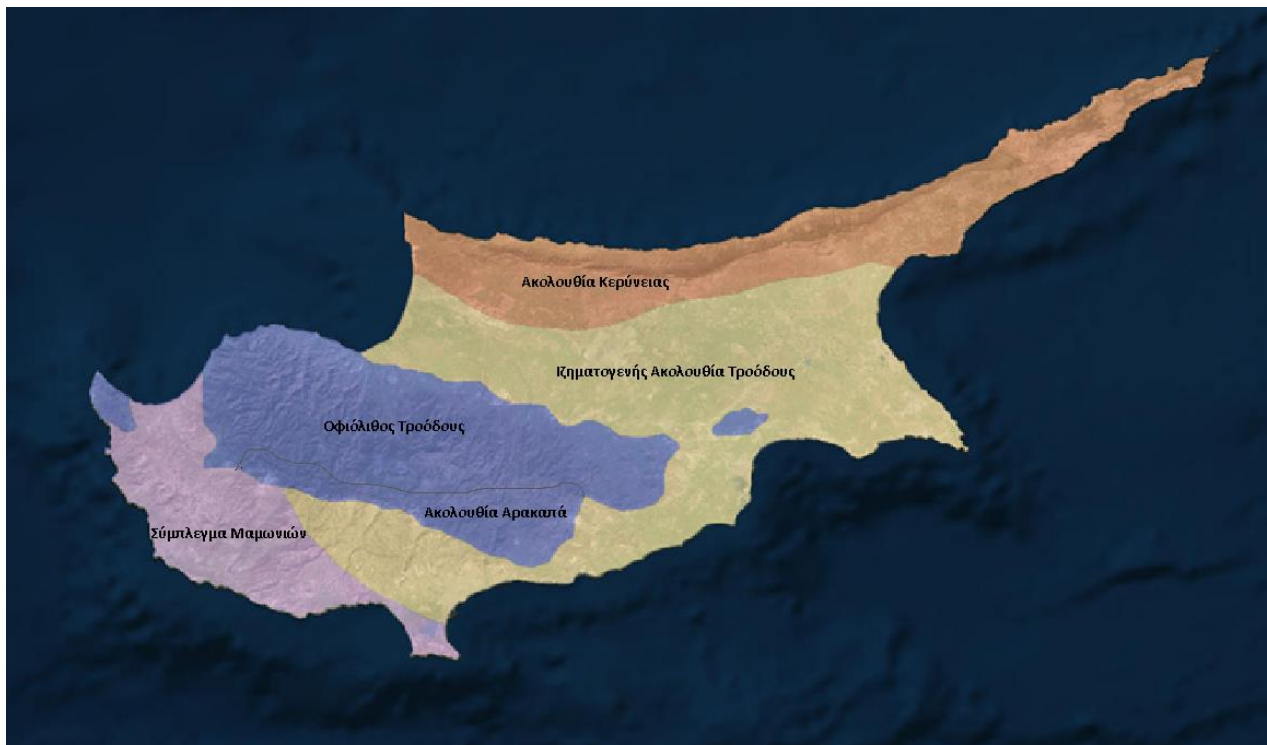 Ακολουθία Κερύνειας
Ιζηματογενής Ακολουθία Τροόδους
Οφιόλιθος Τροόδους
Ακολουθία Αρακαπά
Σύμπλεγμα Μαμωνιών